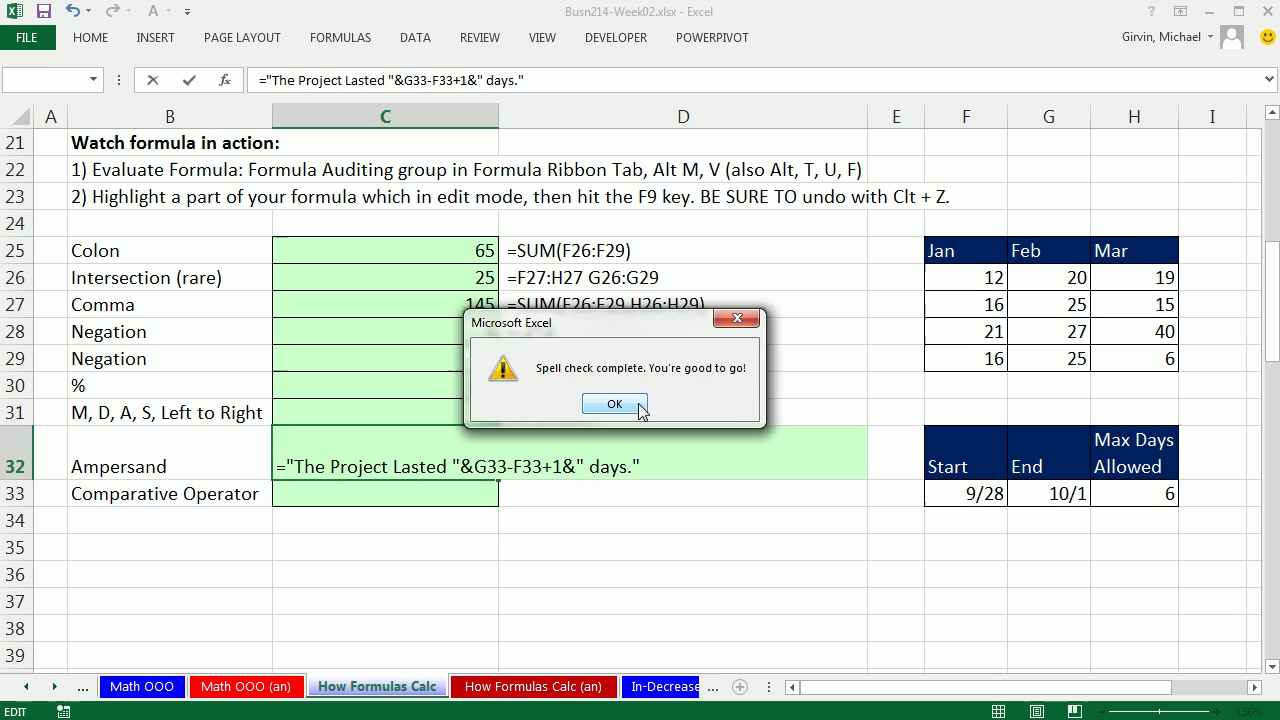 Busn214-Week02.xlsx - Excel
FILE HOME INSERT PAGE LAYOUT FORMULAS DATA REVIEW VIEW DEVELOPER POWERPIVOT Girvin, Michael
="The Project Lasted "&G33-F33+1&" days."
A B C D E F G H I
21 Watch formula in action:
22 1) Evaluate Formula: Formula Auditing group in Formula Ribbon Tab, Alt M, V (also Alt, T, U, F)
23 2) Highlight a part of your formula which in edit mode, then hit the F9 key. BE SURE TO undo with Clt + Z.
24
25 Colon 65 =SUM(F26:F29) Jan Feb Mar
26 Intersection (rare) 25 =F27:H27 G26:G29 12 20 19
27 Comma 145 =SUM(F26:F29,H26:H29) 16 25 15
28 Negation 21 27 40
29 Negation 16 25 6
30 %
31 M, D, A, S, Left to Right
Microsoft Excel
Spell check complete. You're good to go!
OK
32 Ampersand ="The Project Lasted "&G33-F33+1&" days." Start End Max Days Allowed
33 Comparative Operator 9/28 10/1 6
34
35
36
37
38
39
... Math OOO Math OOO (an) How Formulas Calc How Formulas Calc (an) In-Decrease ...
EDIT 136%